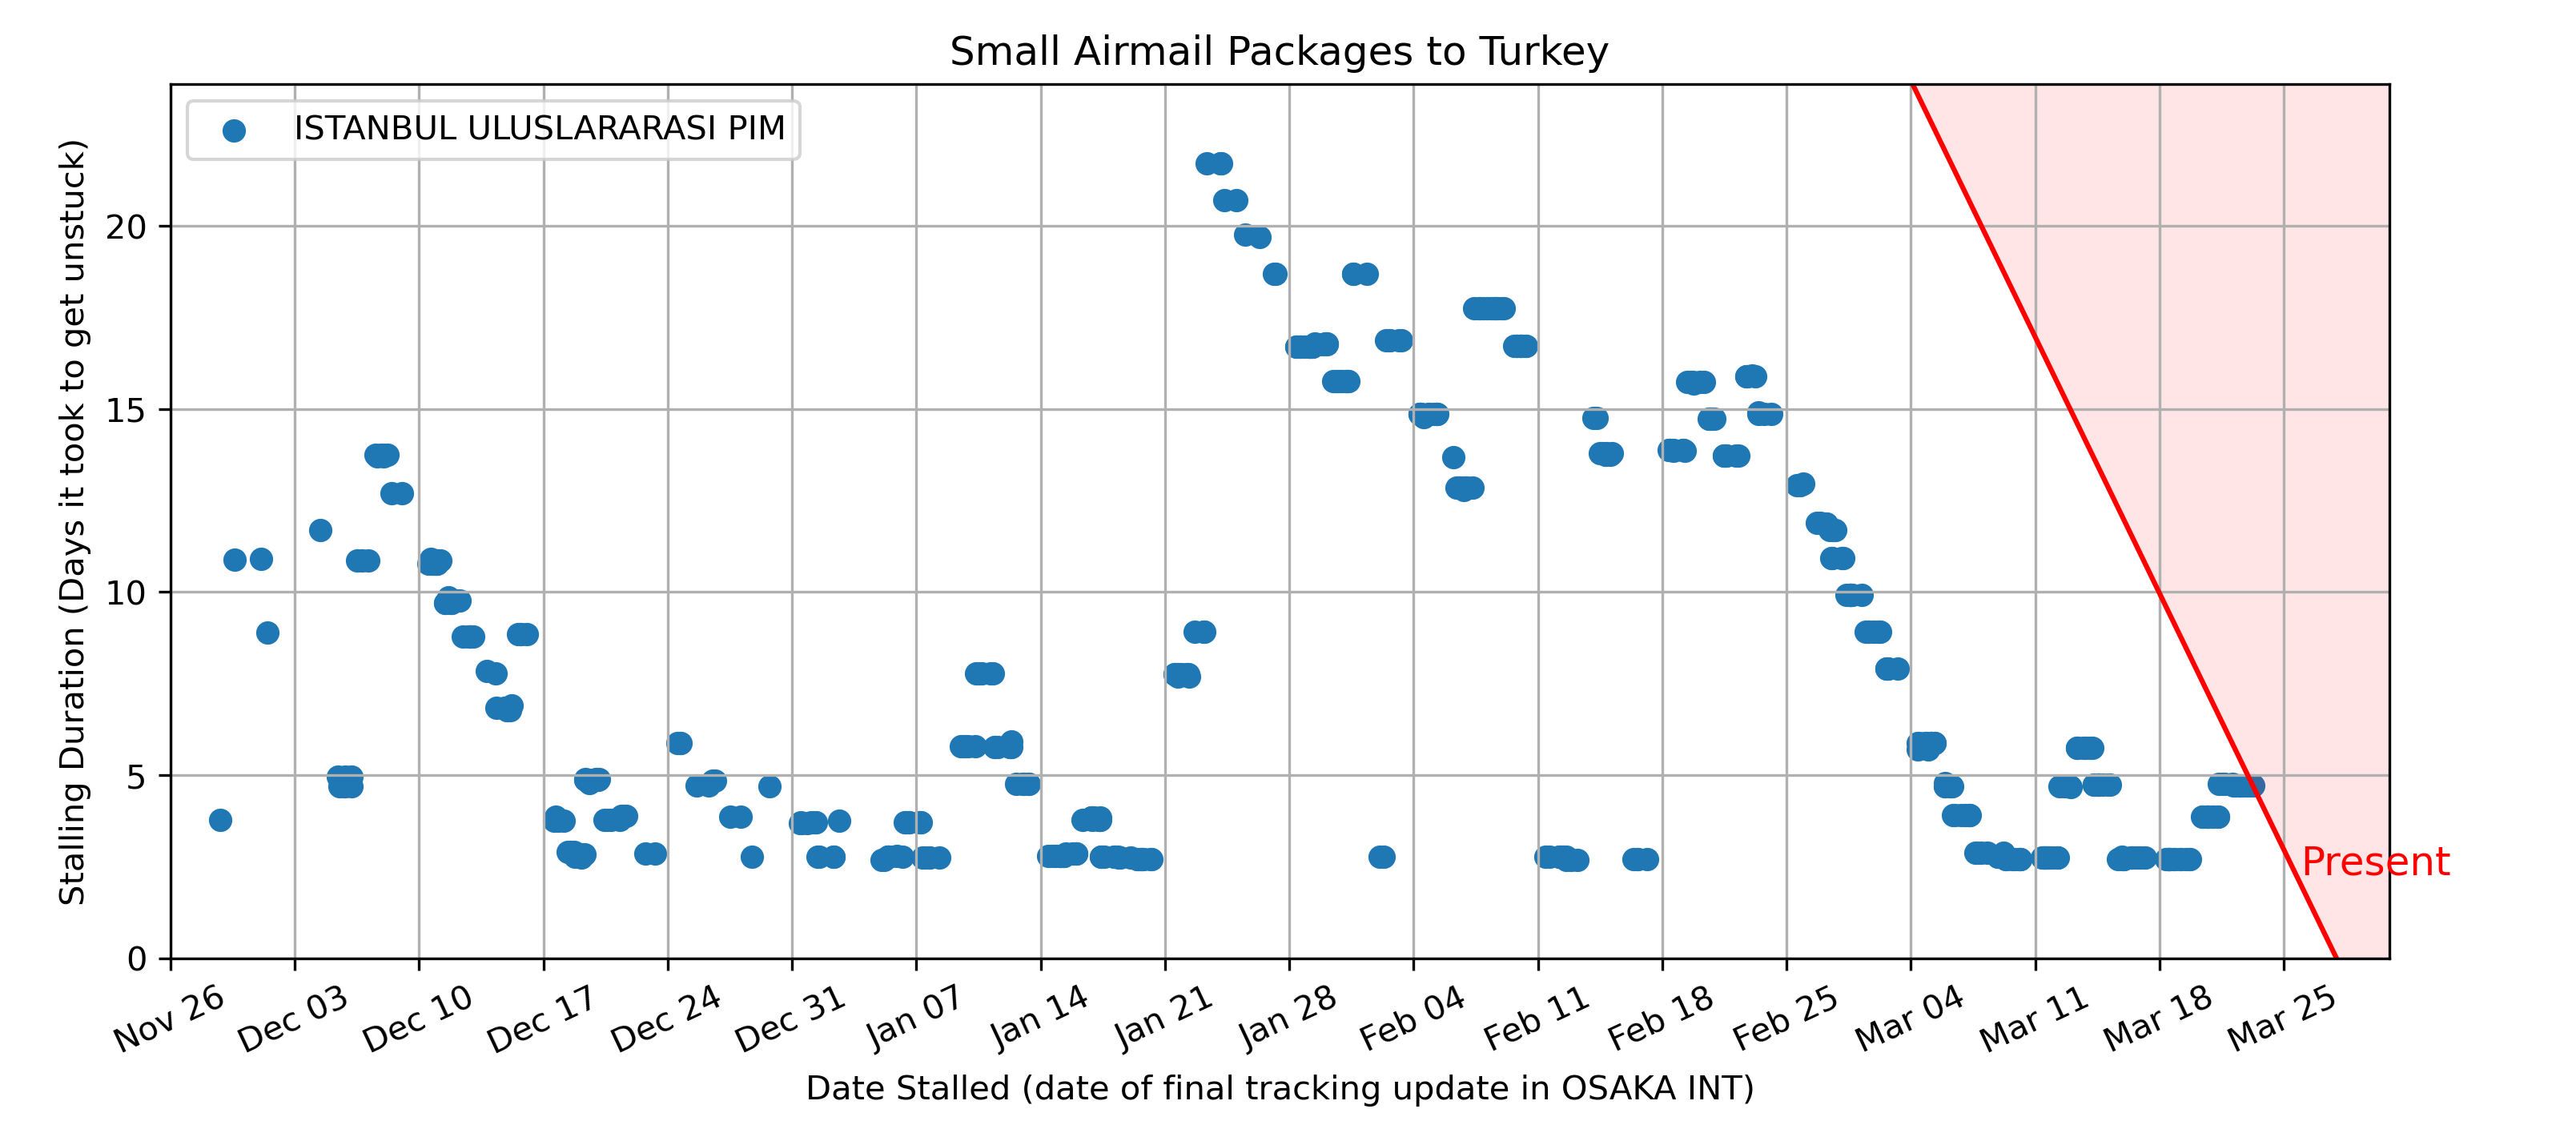 Small Airmail Packages to Turkey
ISTANBUL ULUSLARARASI PIM
Stalling Duration (Days it took to get unstuck)
20
15
10
5
0
Present
Nov 26
Dec 03
Dec 10
Dec 17
Dec 24
Dec 31
Jan 07
Jan 14
Jan 21
Jan 28
Feb 04
Feb 11
Feb 18
Feb 25
Mar 04
Mar 11
Mar 18
Mar 25
Date Stalled (date of final tracking update in OSAKA INT)